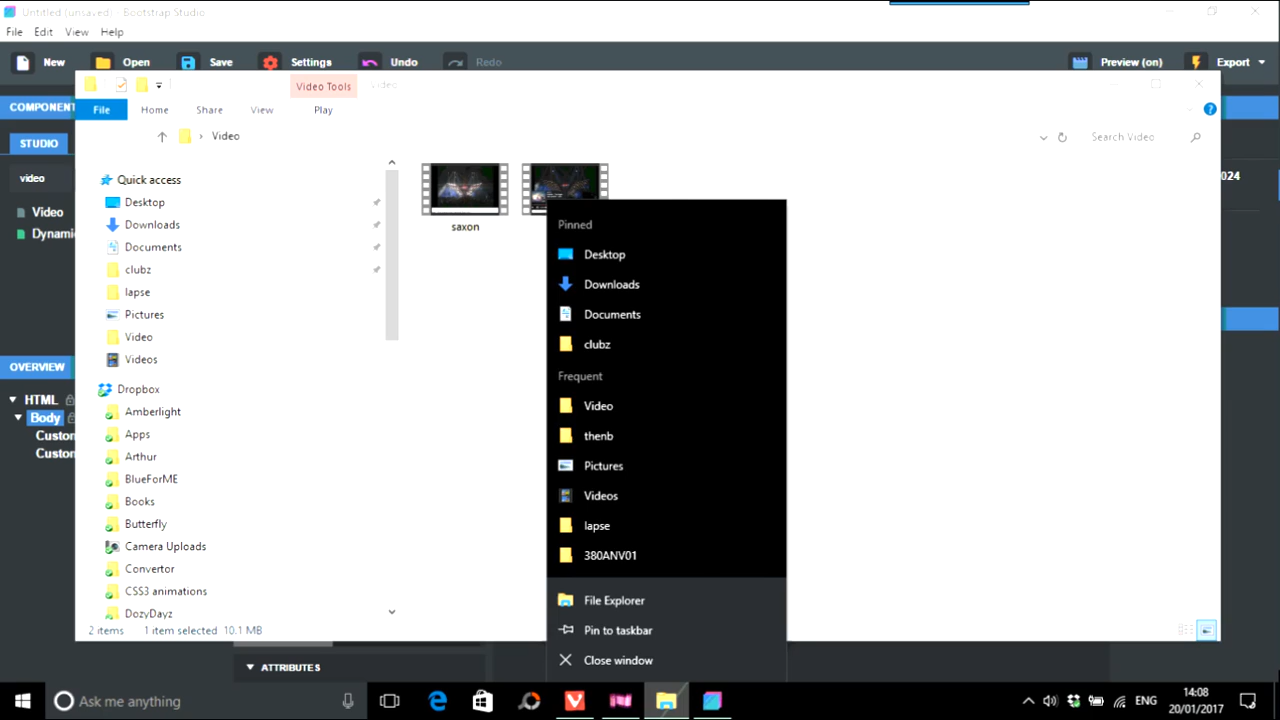 Untitled (unsaved) - Bootstrap Studio
File Edit View Help
New Open Save Settings Undo Redo Preview (on) Export
Video Tools Video
File Home Share View Play
COMPONENT
Video Search Video
STUDIO
video
2024
Video
Dynami
Quick access
Desktop
Downloads
Documents
clubz
lapse
Pictures
Video
Videos
Dropbox
Amberlight
Apps
Arthur
BlueForME
Books
Butterfly
Camera Uploads
Convertor
CSS3 animations
DozyDayz
saxon
Pinned
Desktop
Downloads
Documents
clubz
Frequent
Video
thenb
Pictures
Videos
lapse
380ANV01
File Explorer
Pin to taskbar
Close window
OVERVIEW
HTML
Body
Custo
Custo
2 items 1 item selected 10.1 MB
ATTRIBUTES
Ask me anything
ENG
14:08
20/01/2017